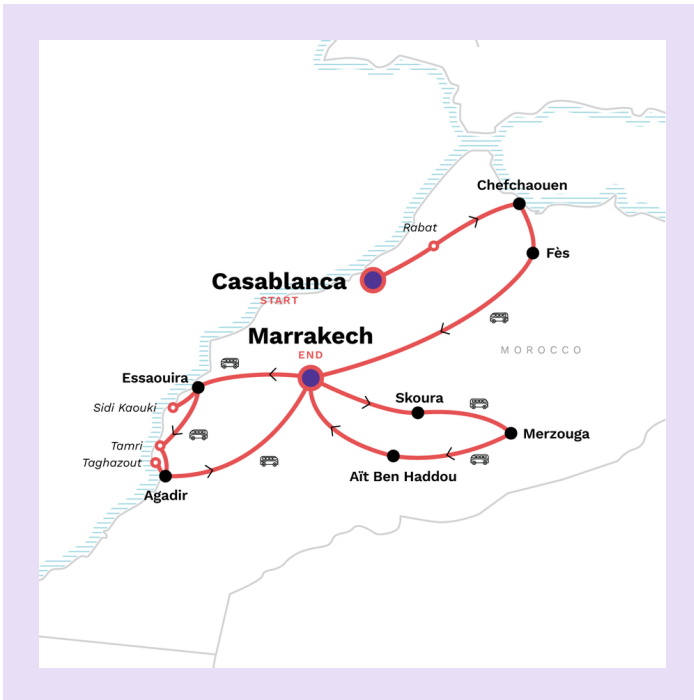 Chefchaouen
Rabat
Fès
Casablanca
START
Marrakech
END
MOROCCO
Essaouira
Skoura
Sidi Kaouki
Merzouga
Tamri
Taghazout
Aït Ben Haddou
Agadir